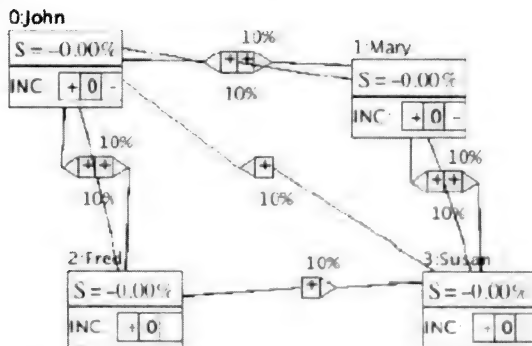 0:John
S = -0.00%
INC + 0 -
10%
+ +
10%
1:Mary
S = -0.00%
INC: + 0 -
10%
+ +
10%
+
10%
10%
+ +
10%
2:Fred
S = -0.00%
INC: + 0
10%
+
3:Susan
S = -0.00%
INC: + 0